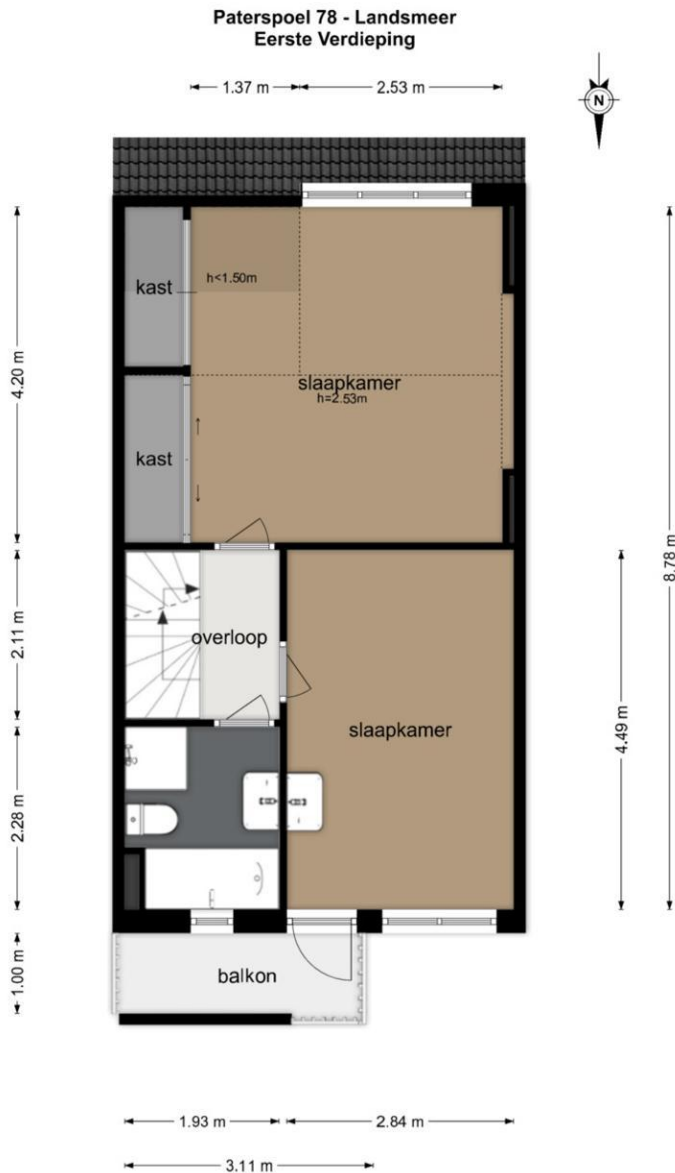 Paterspoel 78 - Landsmeer
Eerste Verdieping
1.37 m
2.53 m
N
kast
h<1.50m
4.20 m
slaapkamer
h=2.53m
kast
8.78 m
2.11 m
overloop
slaapkamer
4.49 m
2.28 m
balkon
1.00 m
1.93 m
2.84 m
3.11 m